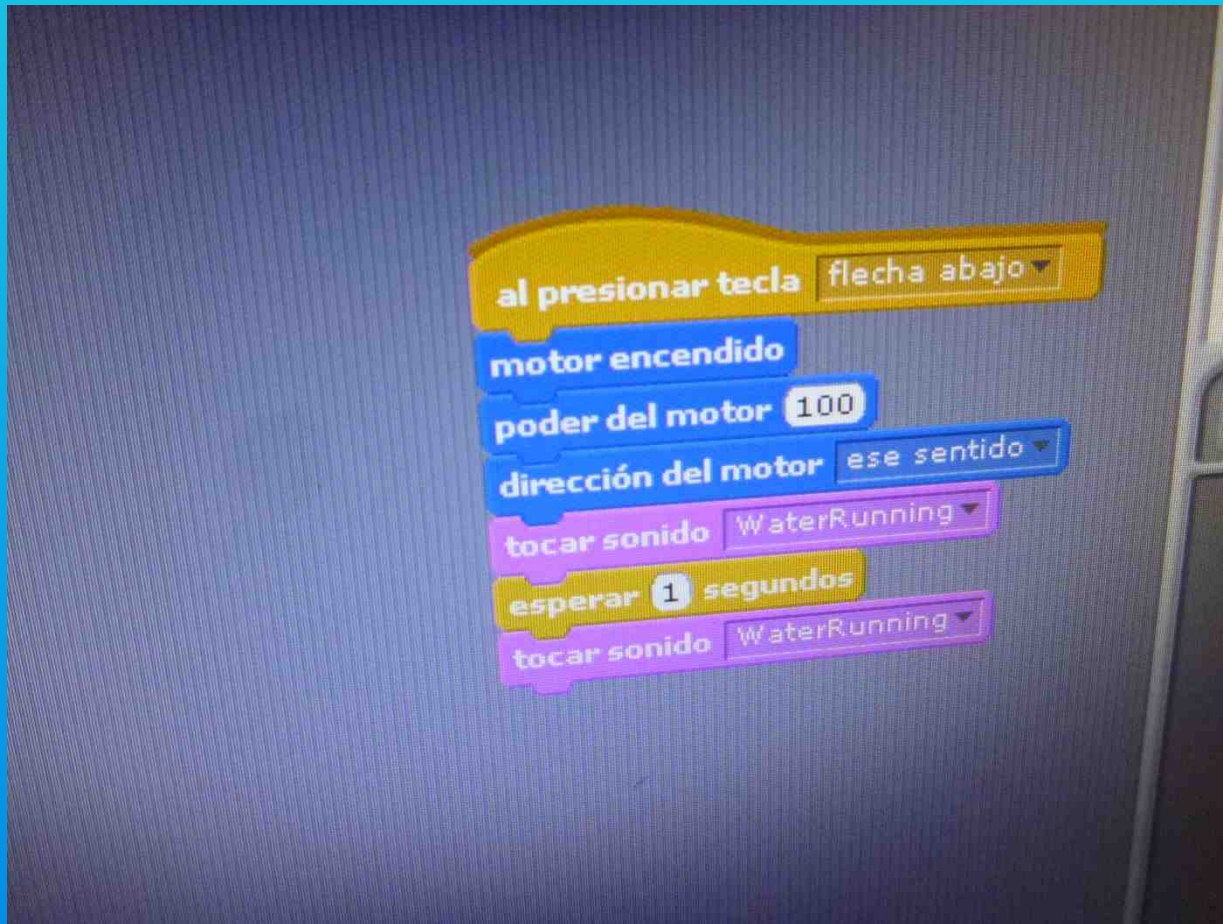 al presionar tecla flecha abajo
motor encendido
poder del motor 100
dirección del motor ese sentido
tocar sonido WaterRunning
esperar 1 segundos
tocar sonido WaterRunning